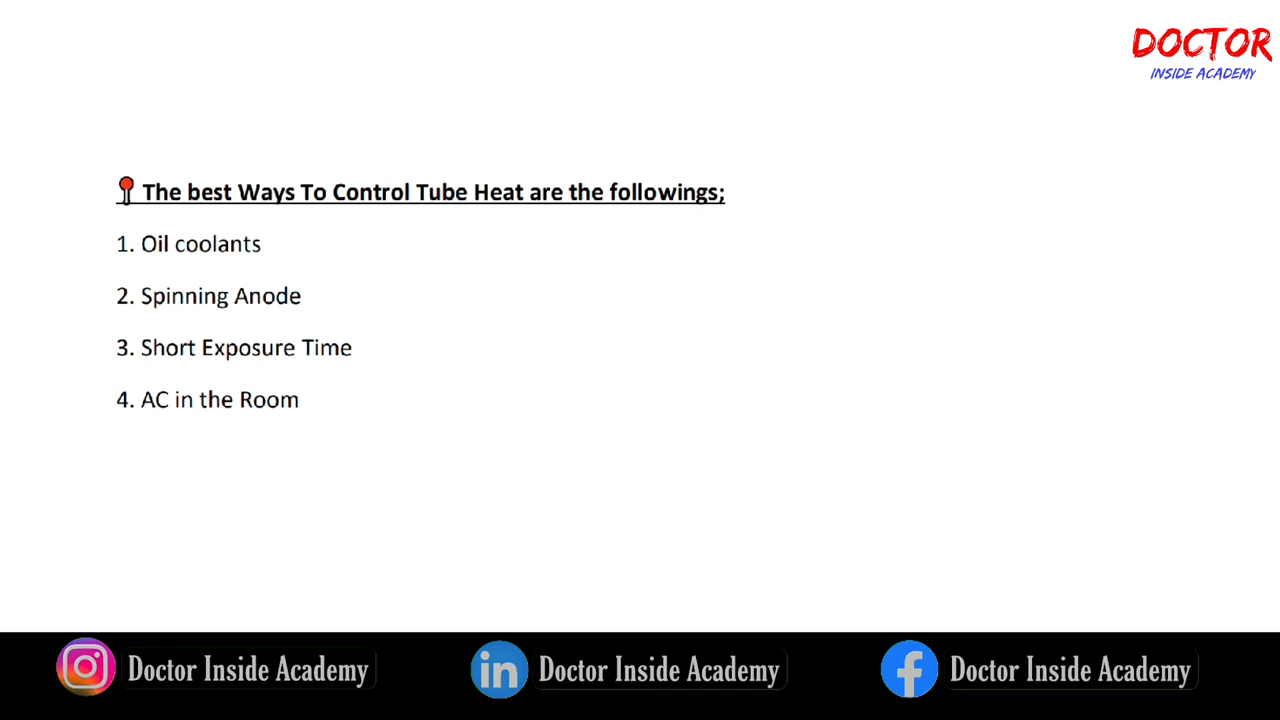 DOCTOR
INSIDE ACADEMY
📍 The best Ways To Control Tube Heat are the followings;
1. Oil coolants
2. Spinning Anode
3. Short Exposure Time
4. AC in the Room
Doctor Inside Academy
in Doctor Inside Academy
f Doctor Inside Academy